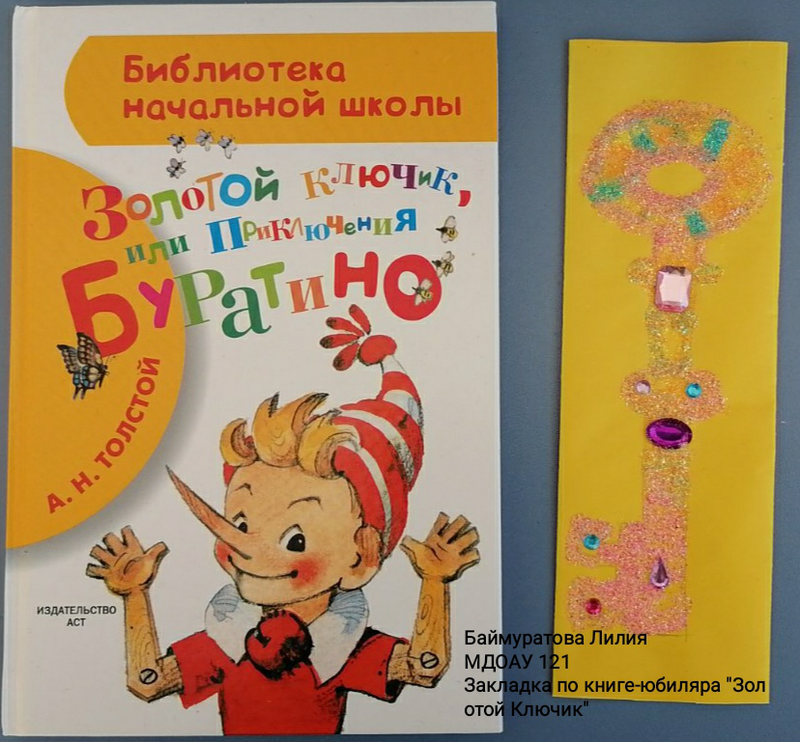 Библиотека
начальной школы
Золотой ключик,
или Приключения
Буратино
А. Н. ТОЛСТОЙ
ИЗДАТЕЛЬСТВО
АСТ
Баймуратова Лилия
МДОАУ 121
Закладка по книге-юбиляра "Зол
отой Ключик"